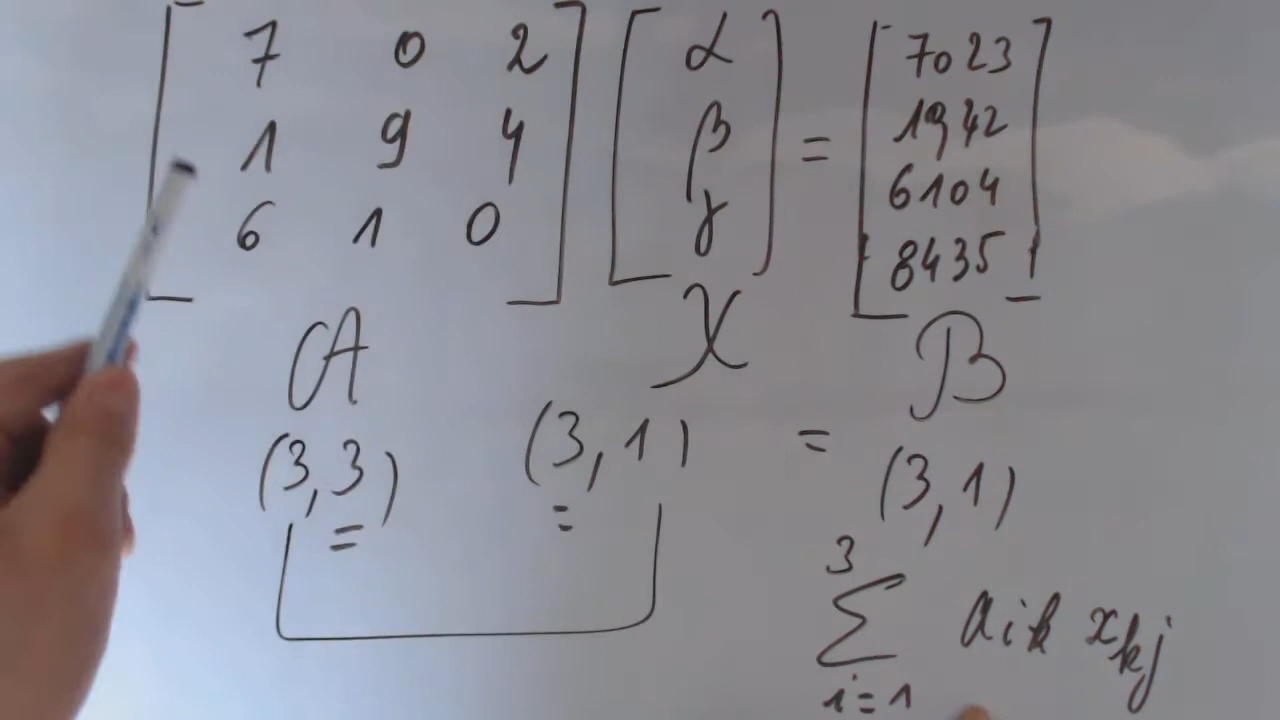 [7 0 2] [α] = [7023]
[1 9 4] [β] [1942]
[6 1 0] [γ] [6104]
[8435]
A X B
(3,3) (3,1) = (3,1)
= =
3
∑ aik xkj
i=1